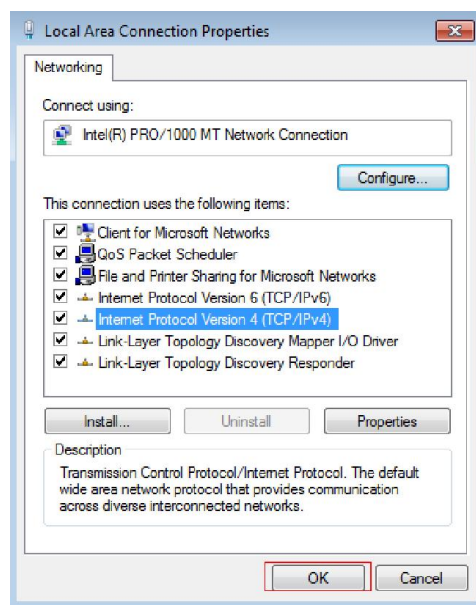 Local Area Connection Properties
Networking
Connect using:
Intel(R) PRO/1000 MT Network Connection
Configure...
This connection uses the following items:
Client for Microsoft Networks
QoS Packet Scheduler
File and Printer Sharing for Microsoft Networks
Internet Protocol Version 6 (TCP/IPv6)
Internet Protocol Version 4 (TCP/IPv4)
Link-Layer Topology Discovery Mapper I/O Driver
Link-Layer Topology Discovery Responder
Install... Uninstall Properties
Description
Transmission Control Protocol/Internet Protocol. The default
wide area network protocol that provides communication
across diverse interconnected networks.
OK Cancel